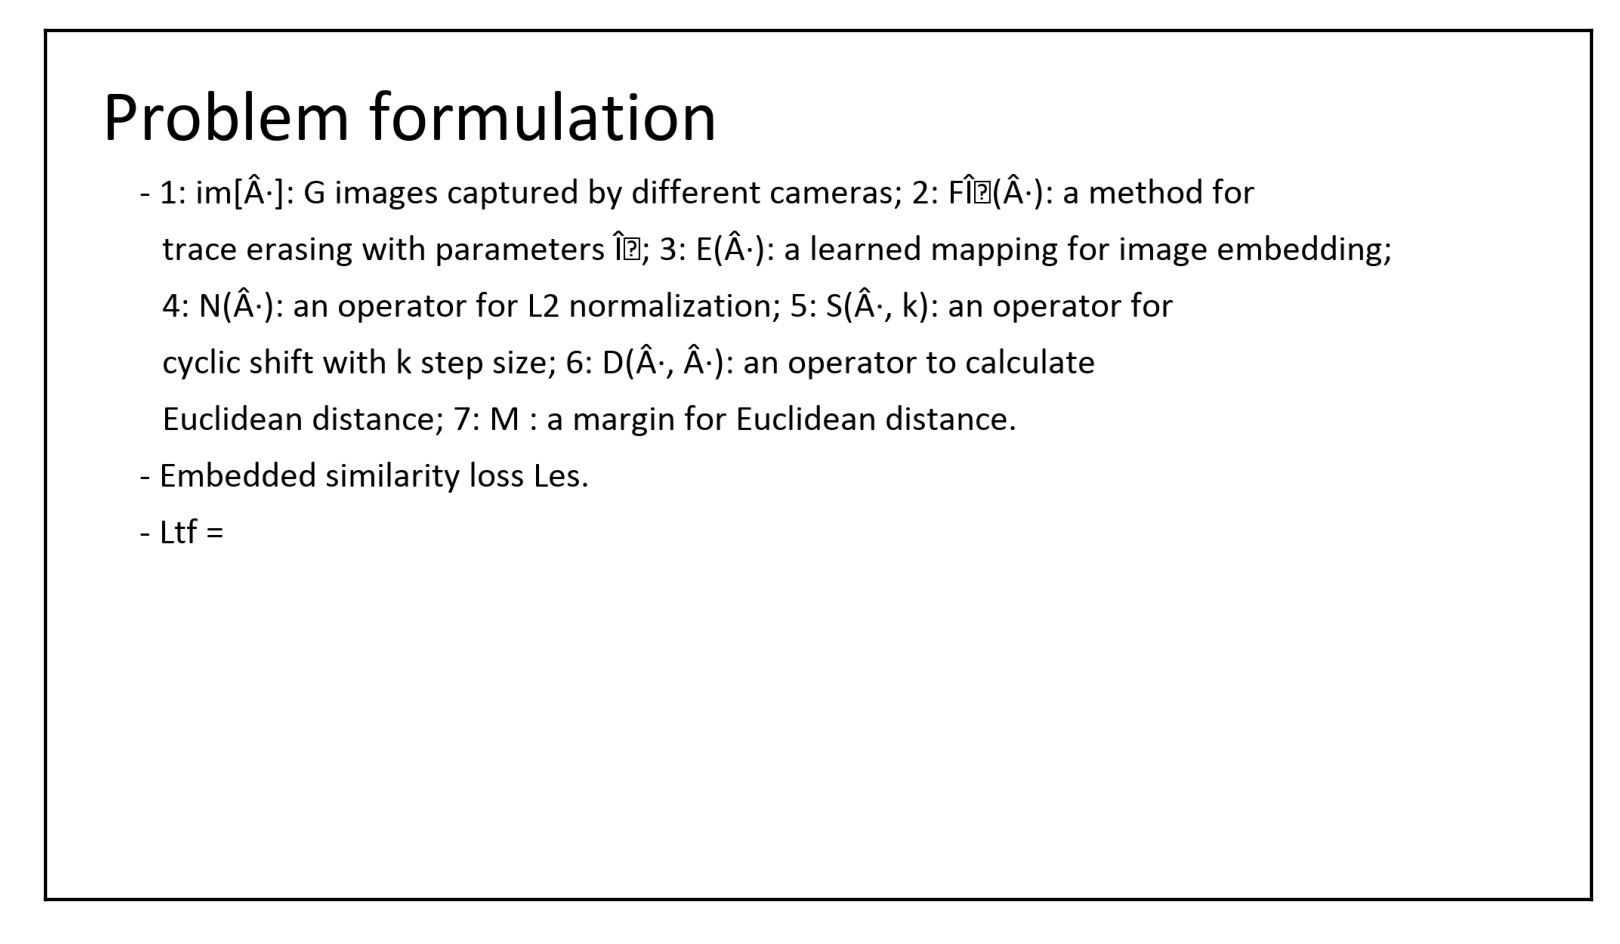 Problem formulation
- 1: im[Â·]: G images captured by different cameras; 2: FÎ�(Â·): a method for
trace erasing with parameters Î�; 3: E(Â·): a learned mapping for image embedding;
4: N(Â·): an operator for L2 normalization; 5: S(Â·, k): an operator for
cyclic shift with k step size; 6: D(Â·, Â·): an operator to calculate
Euclidean distance; 7: M : a margin for Euclidean distance.
- Embedded similarity loss Les.
- Ltf =